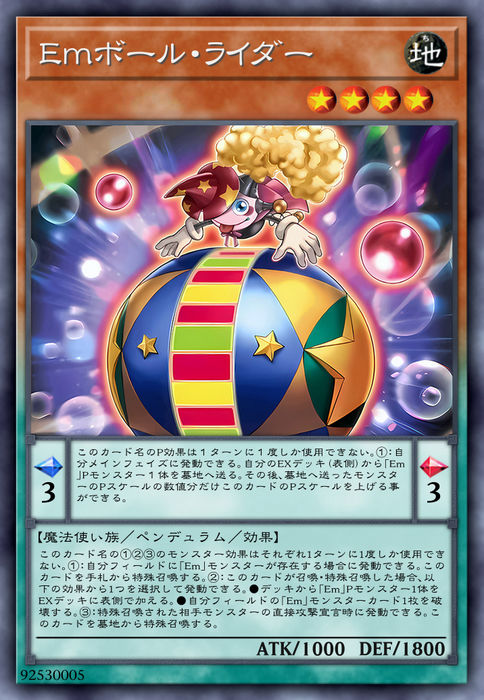 Emボール・ライダー
ち
地
このカード名のP効果は1ターンに1度しか使用できない。①:自
分メインフェイズに発動できる。自分のEXデッキ(表側)から「Em
」Pモンスター1体を墓地へ送る。その後、墓地へ送ったモンスタ
ーのPスケールの数値分だけこのカードのPスケールを上げる事
ができる。
3
3
【魔法使い族/ペンデュラム/効果】
このカード名の①②③のモンスター効果はそれぞれ1ターンに1度しか使用でき
ない。①:自分フィールドに「Em」モンスターが存在する場合に発動できる。この
カードを手札から特殊召喚する。②:このカードが召喚・特殊召喚した場合、以
下の効果から1つを選択して発動できる。●デッキから「Em」Pモンスター1体を
EXデッキに表側で加える。●自分フィールドの「Em」モンスターカード1枚を破
壊する。③:特殊召喚された相手モンスターの直接攻撃宣言時に発動できる。こ
のカードを墓地から特殊召喚する。
ATK/1000 DEF/1800
92530005